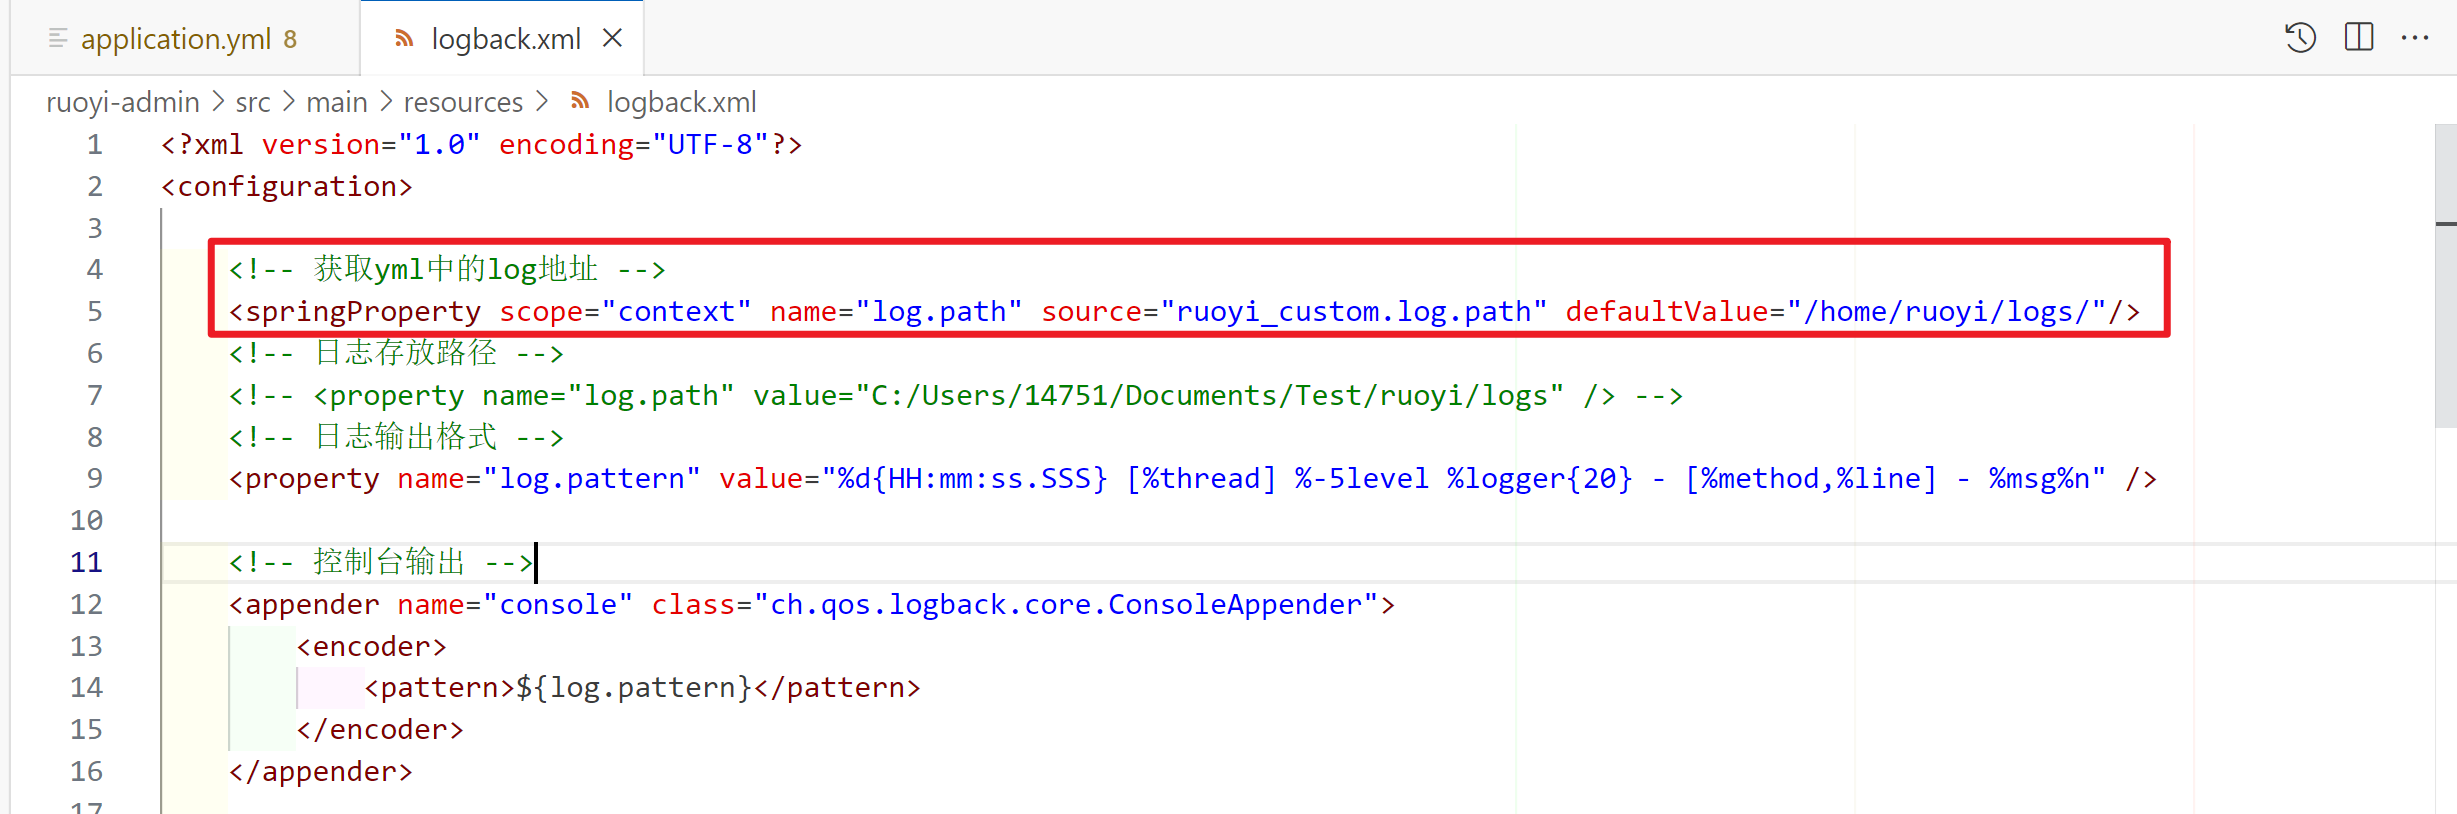 application.yml 8 logback.xml
ruoyi-admin > src > main > resources > logback.xml
1 <?xml version="1.0" encoding="UTF-8"?>
2 <configuration>
3
4 <!-- 获取yml中的log地址 -->
5 <springProperty scope="context" name="log.path" source="ruoyi_custom.log.path" defaultValue="/home/ruoyi/logs/"/>
6 <!-- 日志存放路径 -->
7 <!-- <property name="log.path" value="C:/Users/14751/Documents/Test/ruoyi/logs" /> -->
8 <!-- 日志输出格式 -->
9 <property name="log.pattern" value="%d{HH:mm:ss.SSS} [%thread] %-5level %logger{20} - [%method,%line] - %msg%n" />
10
11 <!-- 控制台输出 -->
12 <appender name="console" class="ch.qos.logback.core.ConsoleAppender">
13 <encoder>
14 <pattern>${log.pattern}</pattern>
15 </encoder>
16 </appender>
17